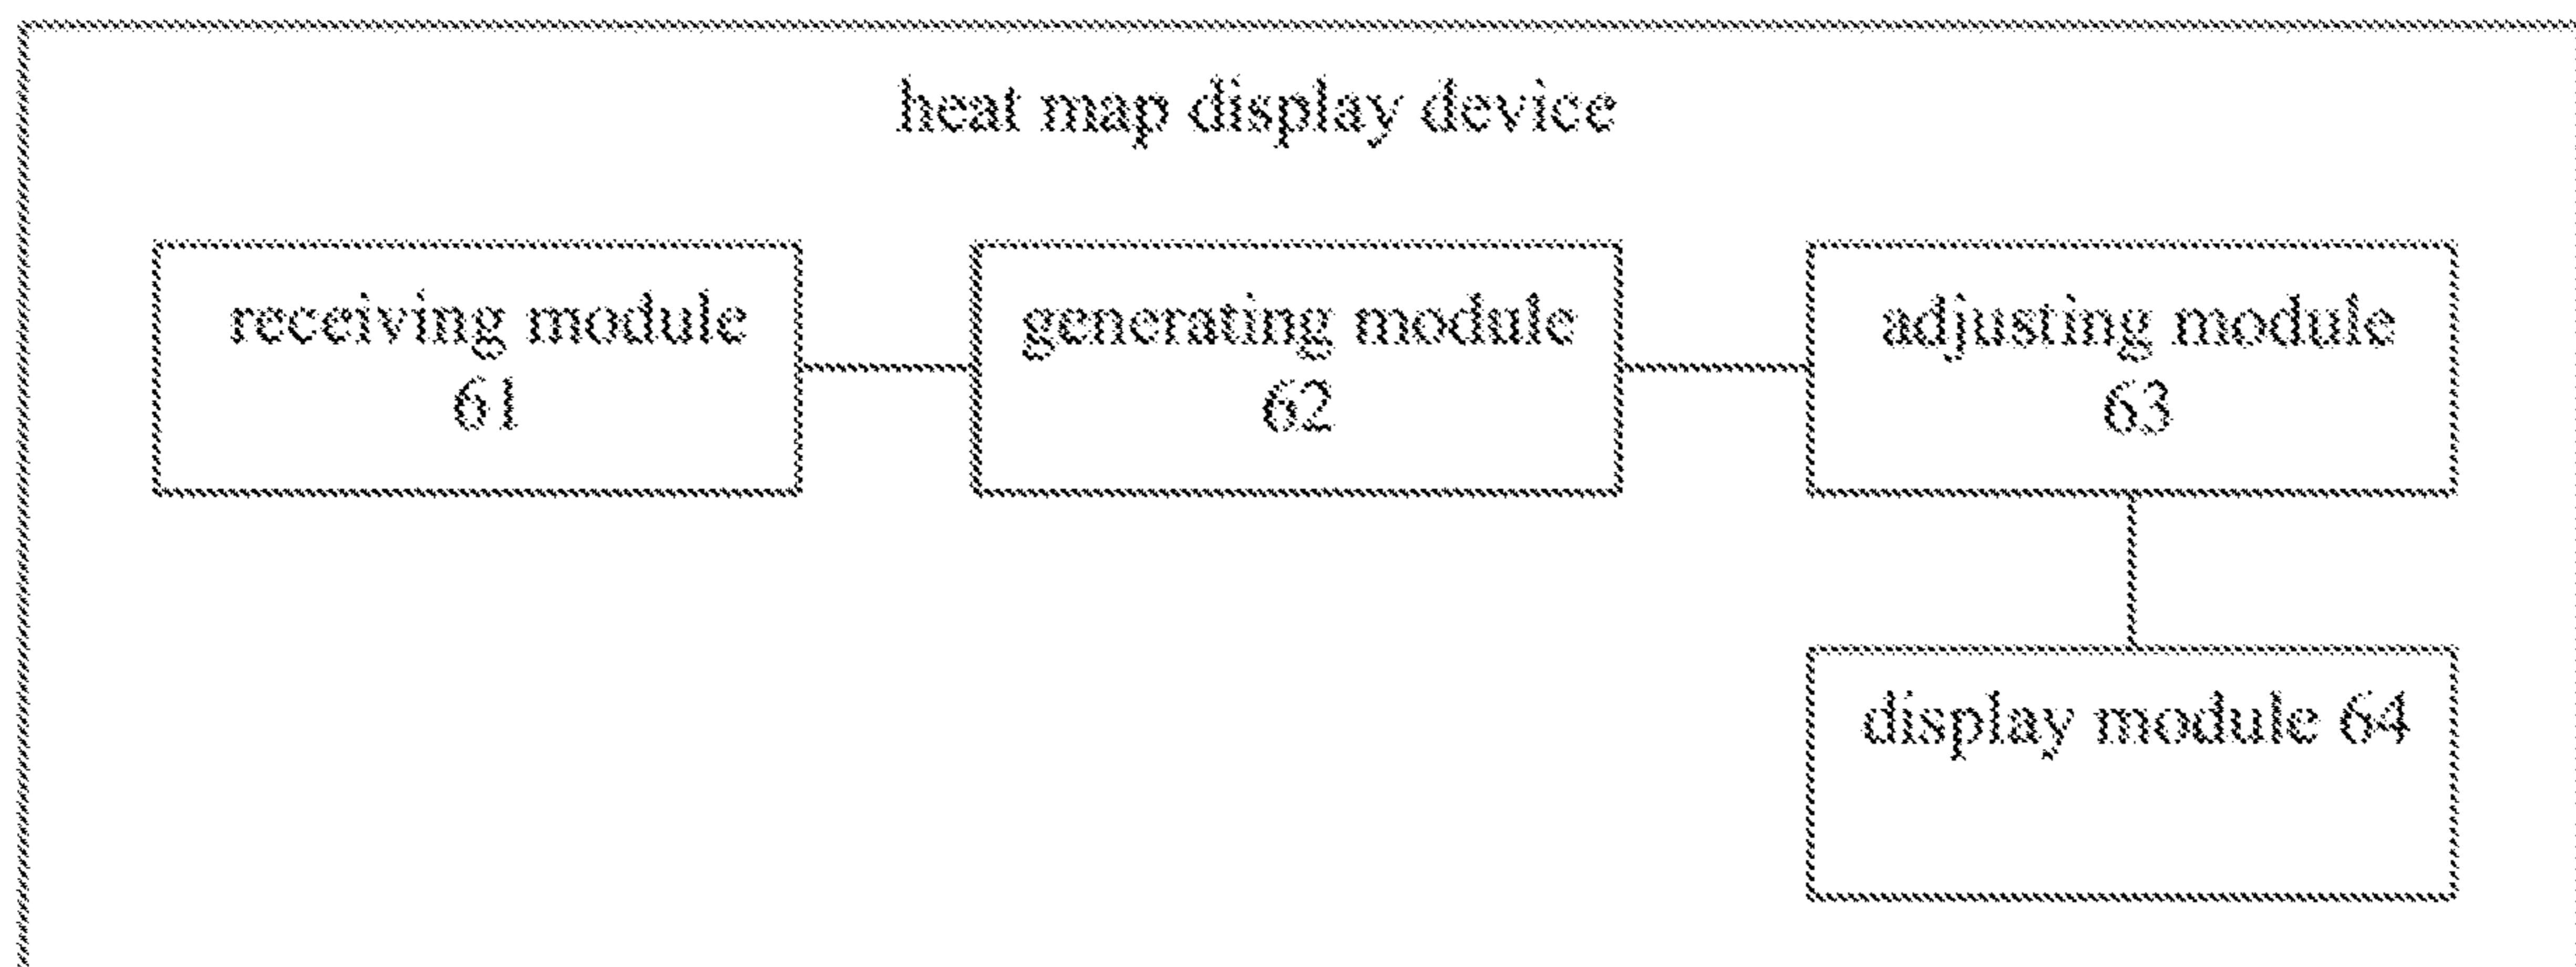 heat map display device
receiving module
61
generating module
62
adjusting module
63
display module 64